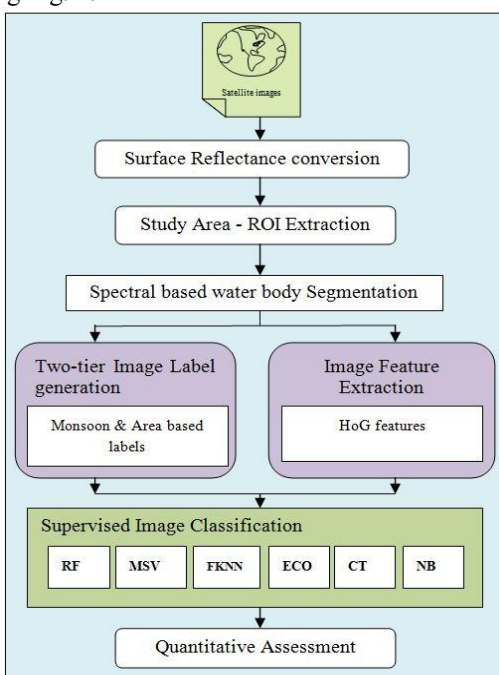 Satellite images
Surface Reflectance conversion
Study Area - ROI Extraction
Spectral based water body Segmentation
Two-tier Image Label
generation
Monsoon & Area based
labels
Image Feature
Extraction
HoG features
Supervised Image Classification
RF MSV FKNN ECO CT NB
Quantitative Assessment